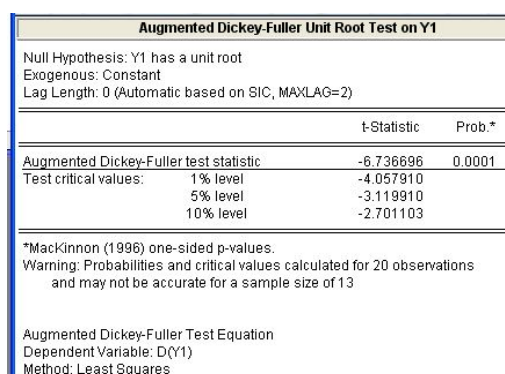 Augmented Dickey-Fuller Unit Root Test on Y1
Null Hypothesis: Y1 has a unit root
Exogenous: Constant
Lag Length: 0 (Automatic based on SIC, MAXLAG=2)
t-Statistic Prob.*
Augmented Dickey-Fuller test statistic -6.736696 0.0001
Test critical values: 1% level -4.057910
5% level -3.119910
10% level -2.701103
*MacKinnon (1996) one-sided p-values.
Warning: Probabilities and critical values calculated for 20 observations
and may not be accurate for a sample size of 13
Augmented Dickey-Fuller Test Equation
Dependent Variable: D(Y1)
Method: Least Squares